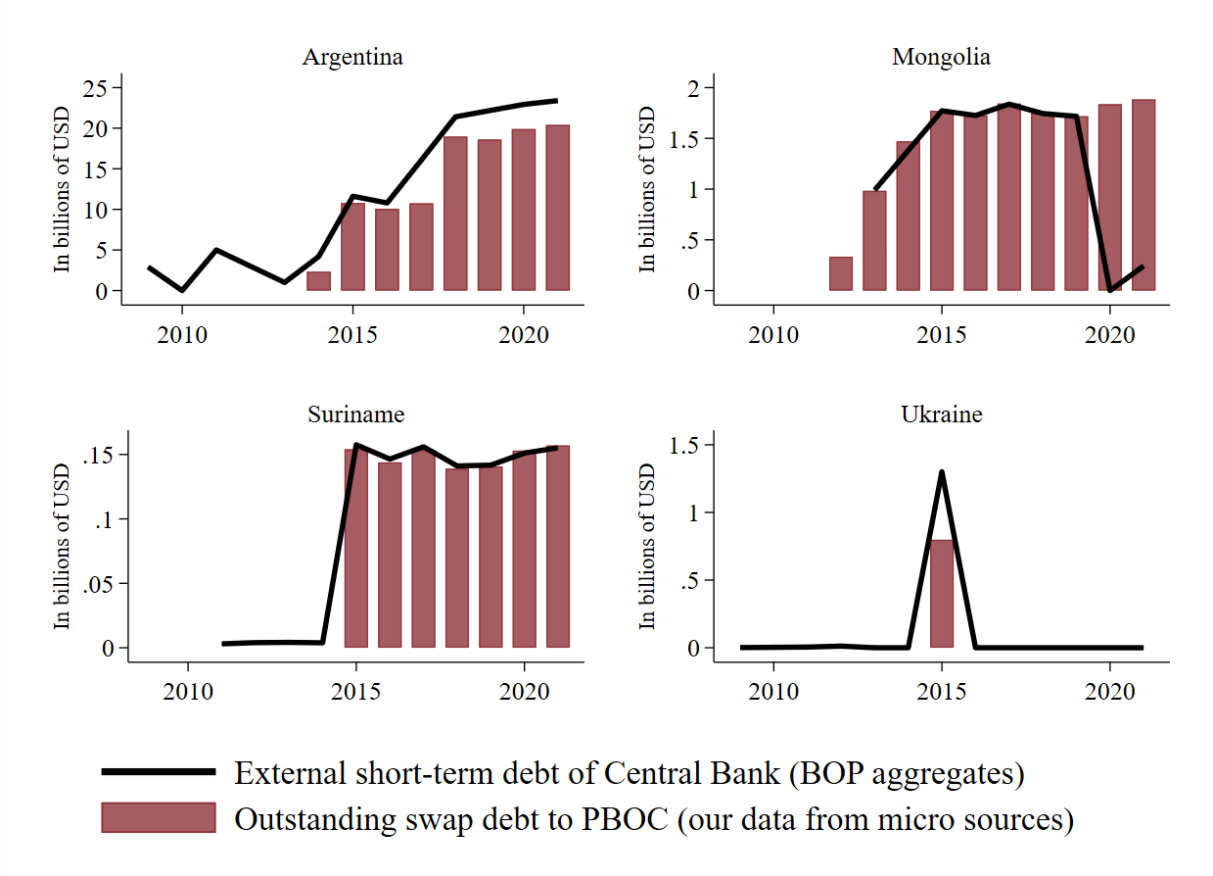 Argentina
In billions of USD
25
20
15
10
5
0
2010 2015 2020
Mongolia
In billions of USD
2
1.5
1
.5
0
2010 2015 2020
Suriname
In billions of USD
.15
.1
.05
0
2010 2015 2020
Ukraine
In billions of USD
1.5
1
.5
0
2010 2015 2020
External short-term debt of Central Bank (BOP aggregates)
Outstanding swap debt to PBOC (our data from micro sources)